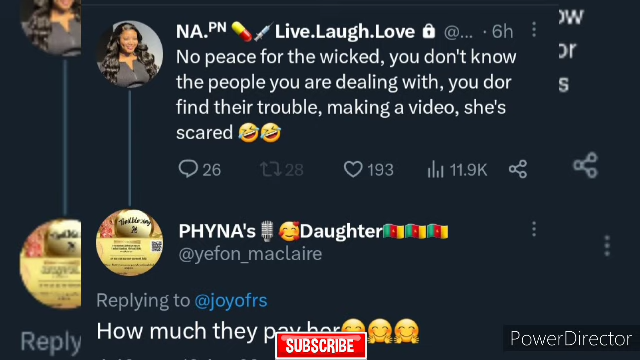 NA.ᴾᴺ 💊💉Live.Laugh.Love 🔒 @... · 6h
No peace for the wicked, you don't know
the people you are dealing with, you dor
find their trouble, making a video, she's
scared 🤣🤣
26 28 193 11.9K
PHYNA's🎙️🥰Daughter🇨🇲🇨🇲🇨🇲
@yefon_maclaire
Replying to @joyofrs
How much they pay her🤗🤗🤗
SUBSCRIBE
PowerDirector
ow
or
s
Reply